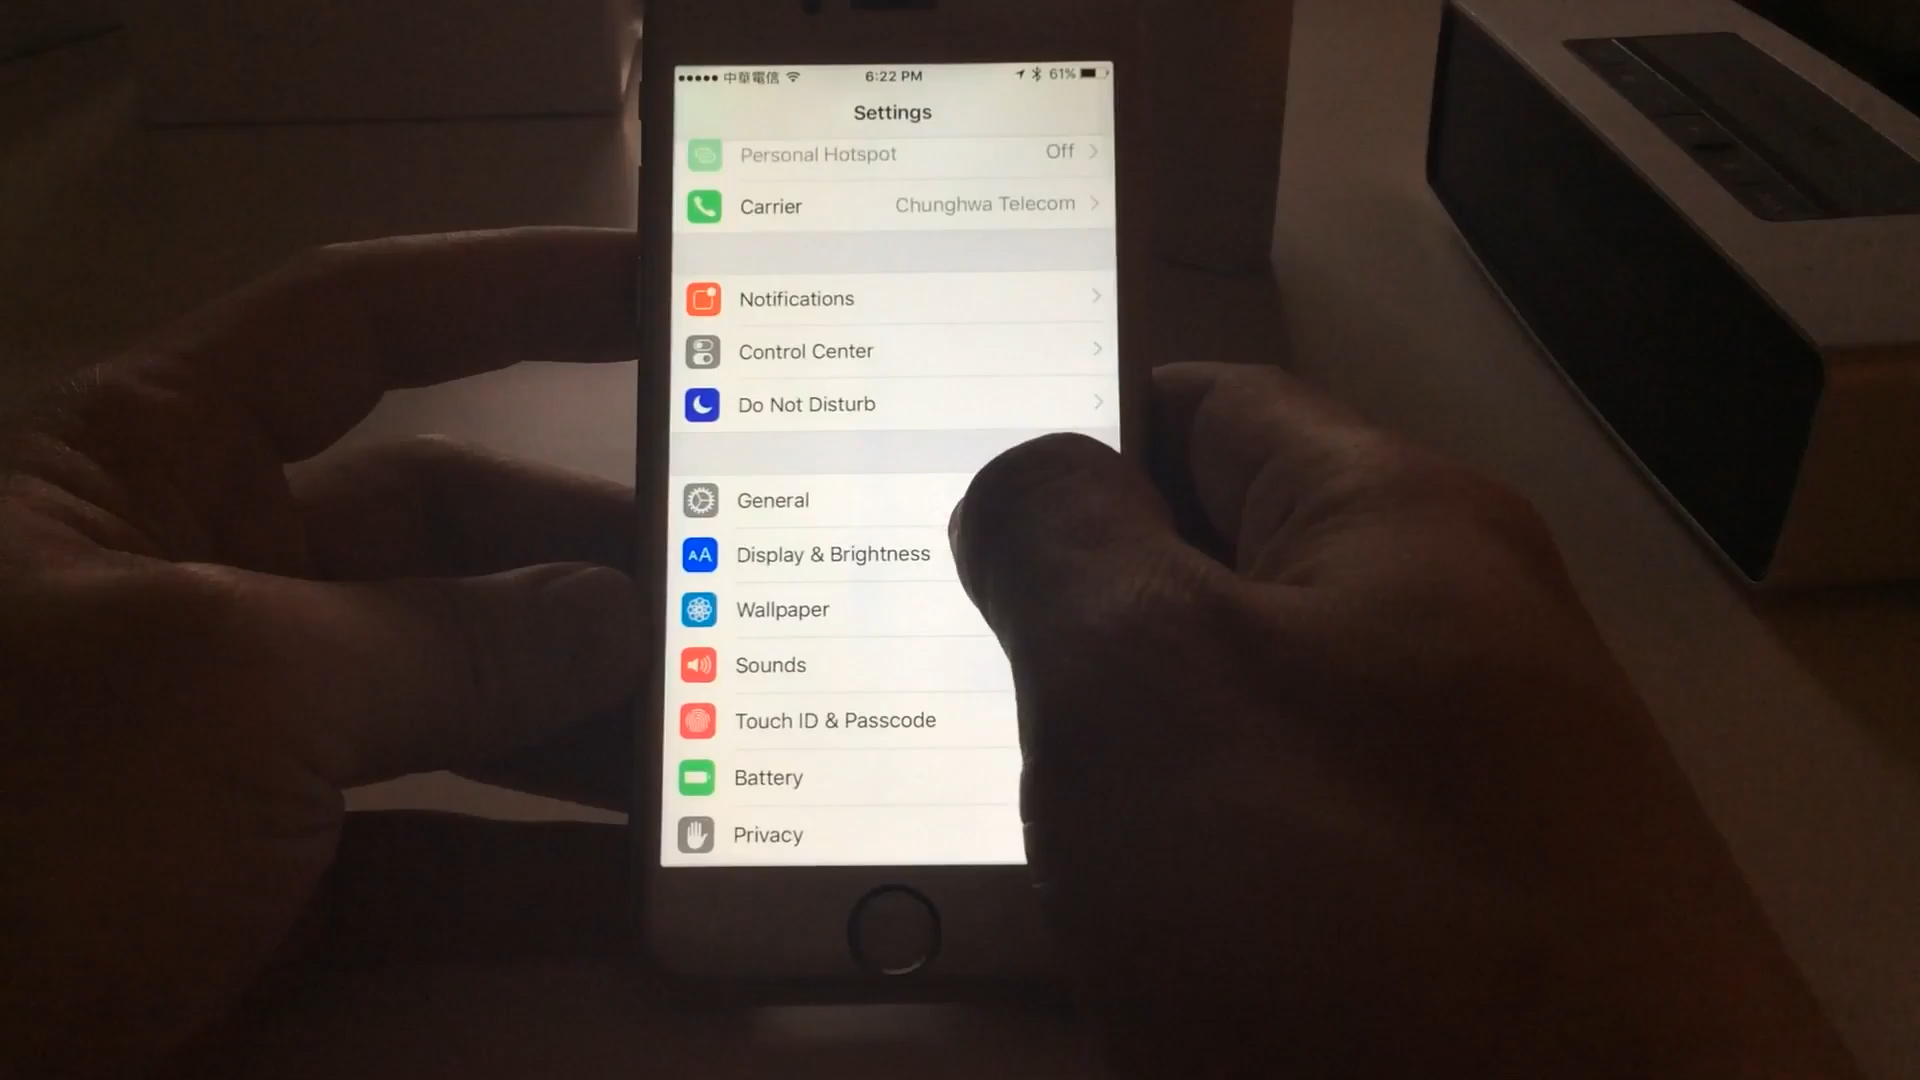 中華電信 6:22 PM 61%
Settings
Personal Hotspot Off
Carrier Chunghwa Telecom
Notifications
Control Center
Do Not Disturb
General
AA Display & Brightness
Wallpaper
Sounds
Touch ID & Passcode
Battery
Privacy